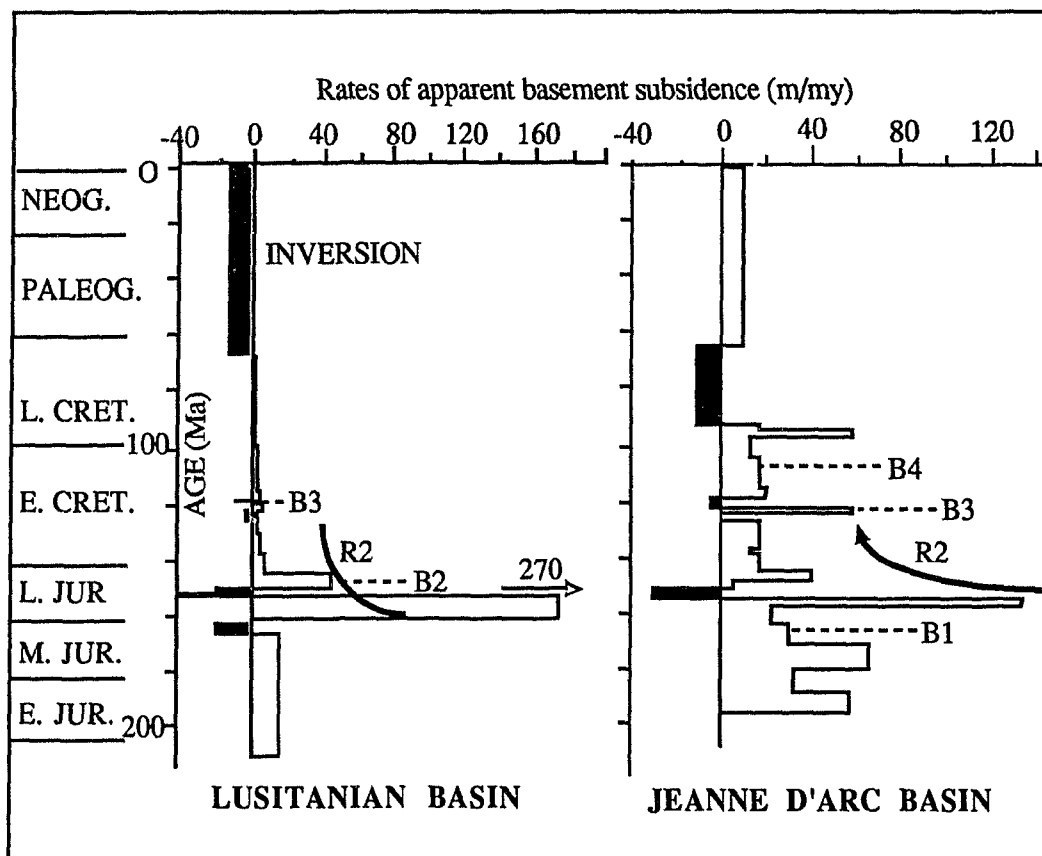 Rates of apparent basement subsidence (m/my)
-40 0 40 80 120 160
-40 0 40 80 120
0
NEOG.
INVERSION
PALEOG.
L. CRET.
AGE (Ma)
100
B4
E. CRET.
B3
B3
R2
R2
270
B2
L. JUR
B1
M. JUR.
E. JUR.
200
LUSITANIAN BASIN
JEANNE D'ARC BASIN